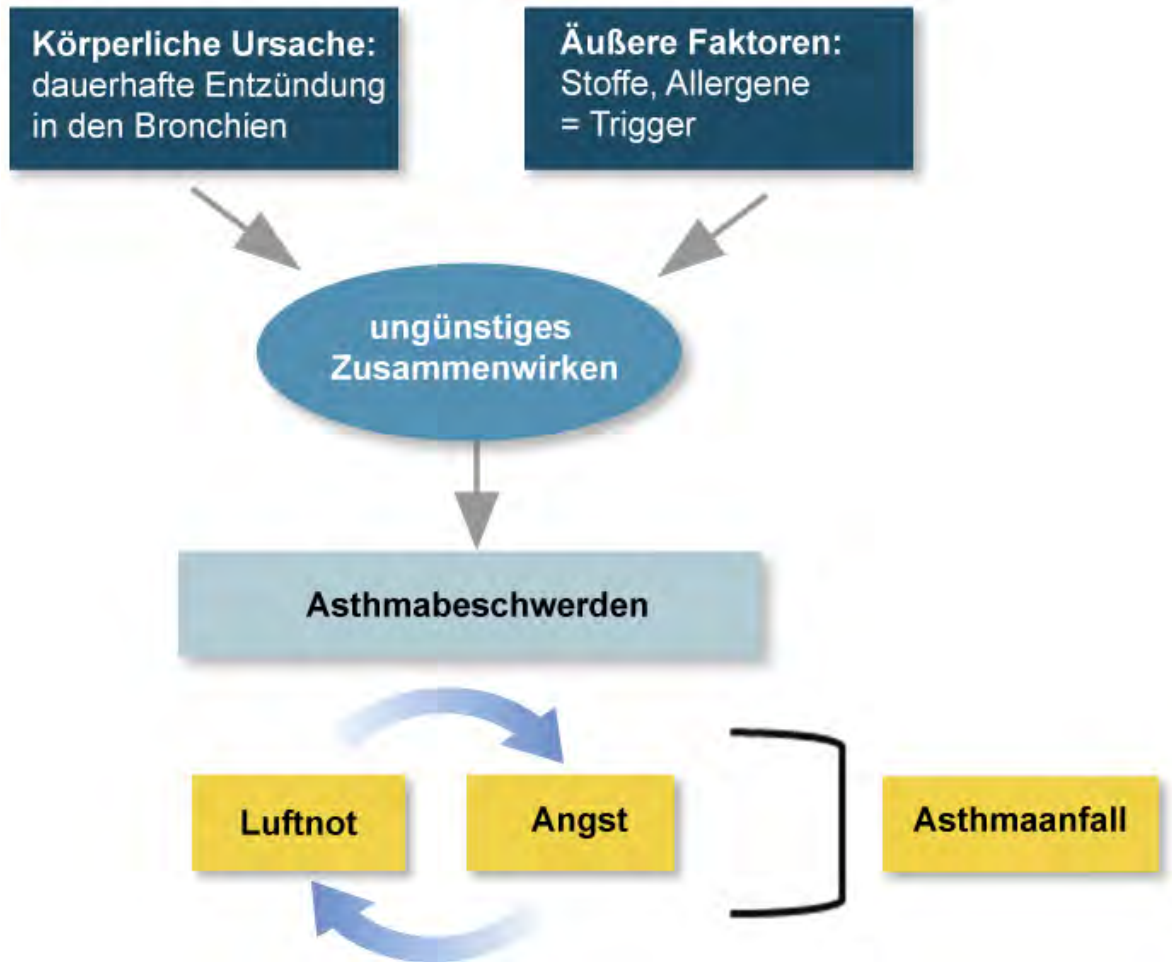 Körperliche Ursache:
dauerhafte Entzündung
in den Bronchien
Äußere Faktoren:
Stoffe, Allergene
= Trigger
ungünstiges
Zusammenwirken
Asthmabeschwerden
Luftnot
Angst
Asthmaanfall